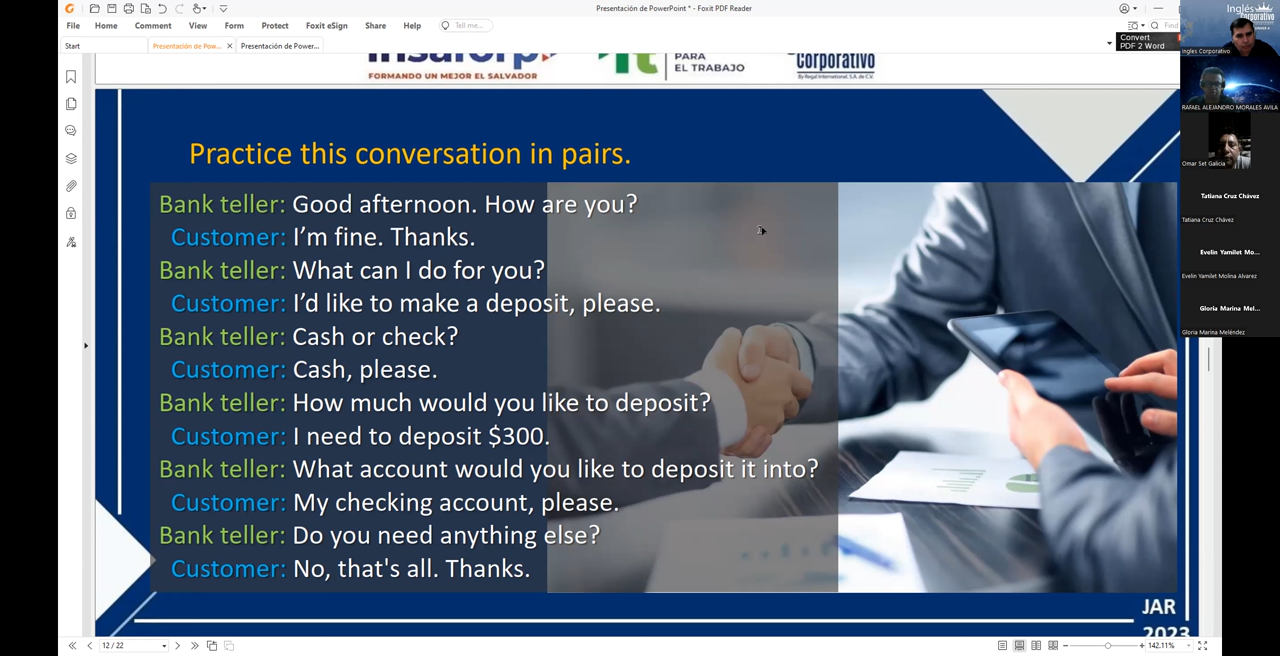 Presentación de PowerPoint * - Foxit PDF Reader
File Home Comment View Form Protect Foxit eSign Share Help Tell me...
Find
Start Presentación de Pow... Presentación de Power...
Convert
PDF 2 Word
insaforp
FORMANDO UN MEJOR EL SALVADOR
PARA
EL TRABAJO
Corporativo
By Regal International, S.A. de C.V.
Practice this conversation in pairs.
Bank teller: Good afternoon. How are you?
Customer: I’m fine. Thanks.
Bank teller: What can I do for you?
Customer: I’d like to make a deposit, please.
Bank teller: Cash or check?
Customer: Cash, please.
Bank teller: How much would you like to deposit?
Customer: I need to deposit $300.
Bank teller: What account would you like to deposit it into?
Customer: My checking account, please.
Bank teller: Do you need anything else?
Customer: No, that's all. Thanks.
JAR
2023
12 / 22
142.11%
Inglés
Corporativo
Ingles Corporativo
RAFAEL ALEJANDRO MORALES AVILA
Omar Set Galicia
Tatiana Cruz Chávez
Tatiana Cruz Chávez
Evelin Yamilet Mo...
Evelin Yamilet Molina Alvarez
Gloria Marina Mel...
Gloria Marina Meléndez